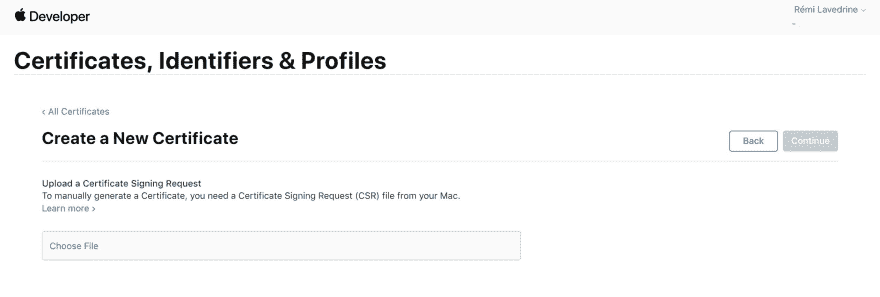 Developer
Rémi Lavedrine
Certificates, Identifiers & Profiles
‹ All Certificates
Create a New Certificate
Back
Continue
Upload a Certificate Signing Request
To manually generate a Certificate, you need a Certificate Signing Request (CSR) file from your Mac.
Learn more ›
Choose File